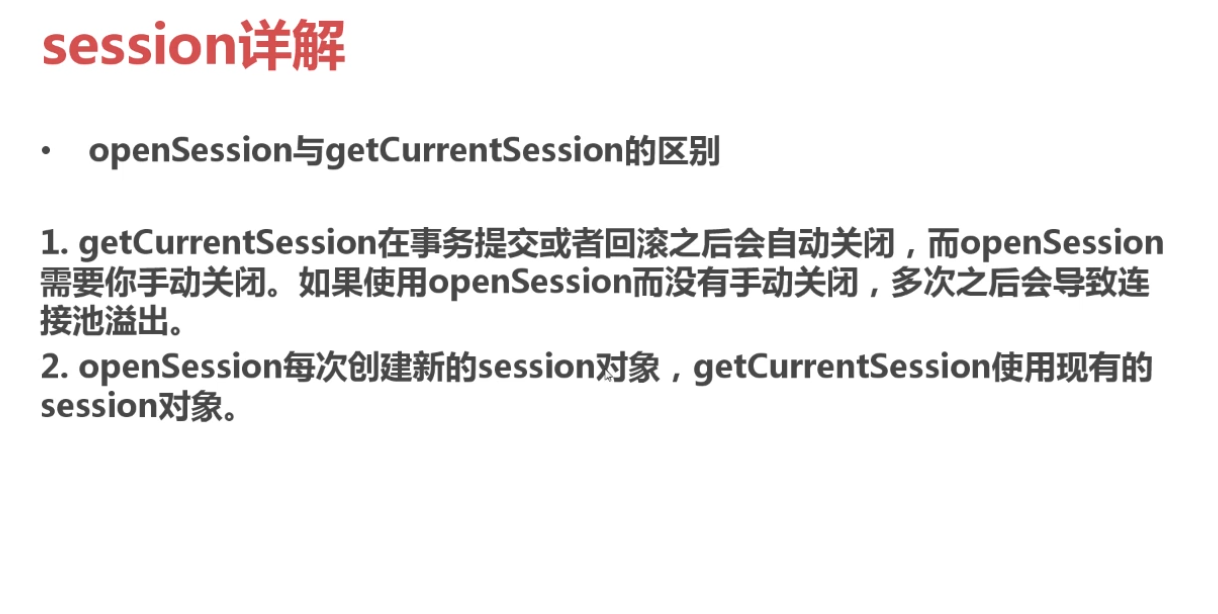 session详解
• openSession与getCurrentSession的区别
1. getCurrentSession在事务提交或者回滚之后会自动关闭，而openSession
需要你手动关闭。如果使用openSession而没有手动关闭，多次之后会导致连
接池溢出。
2. openSession每次创建新的session对象，getCurrentSession使用现有的
session对象。